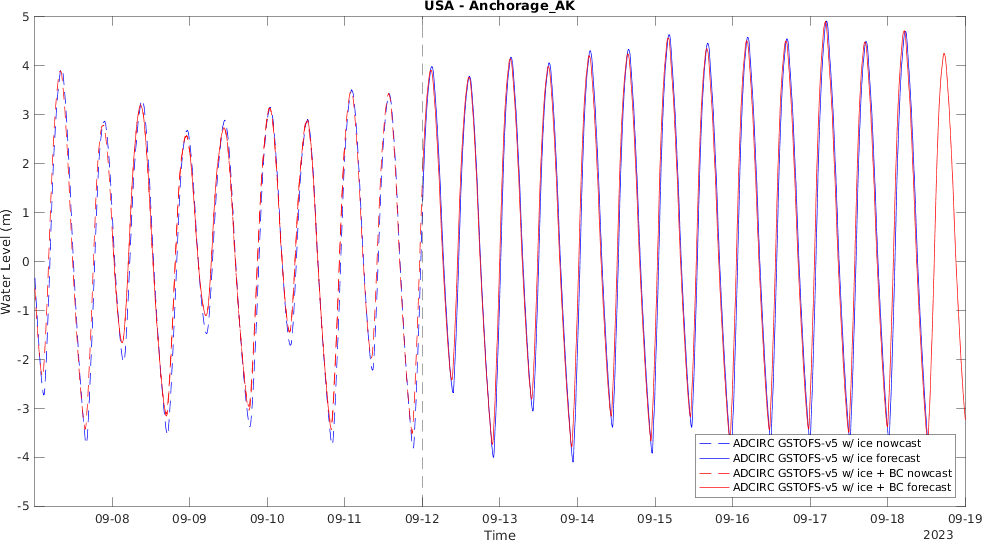 USA - Anchorage_AK
Water Level (m)
5
4
3
2
1
0
-1
-2
-3
-4
-5
ADCIRC GSTOFS-v5 w/ ice nowcast
ADCIRC GSTOFS-v5 w/ ice forecast
ADCIRC GSTOFS-v5 w/ ice + BC nowcast
ADCIRC GSTOFS-v5 w/ ice + BC forecast
09-08 09-09 09-10 09-11 09-12 09-13 09-14 09-15 09-16 09-17 09-18 09-19
Time
2023